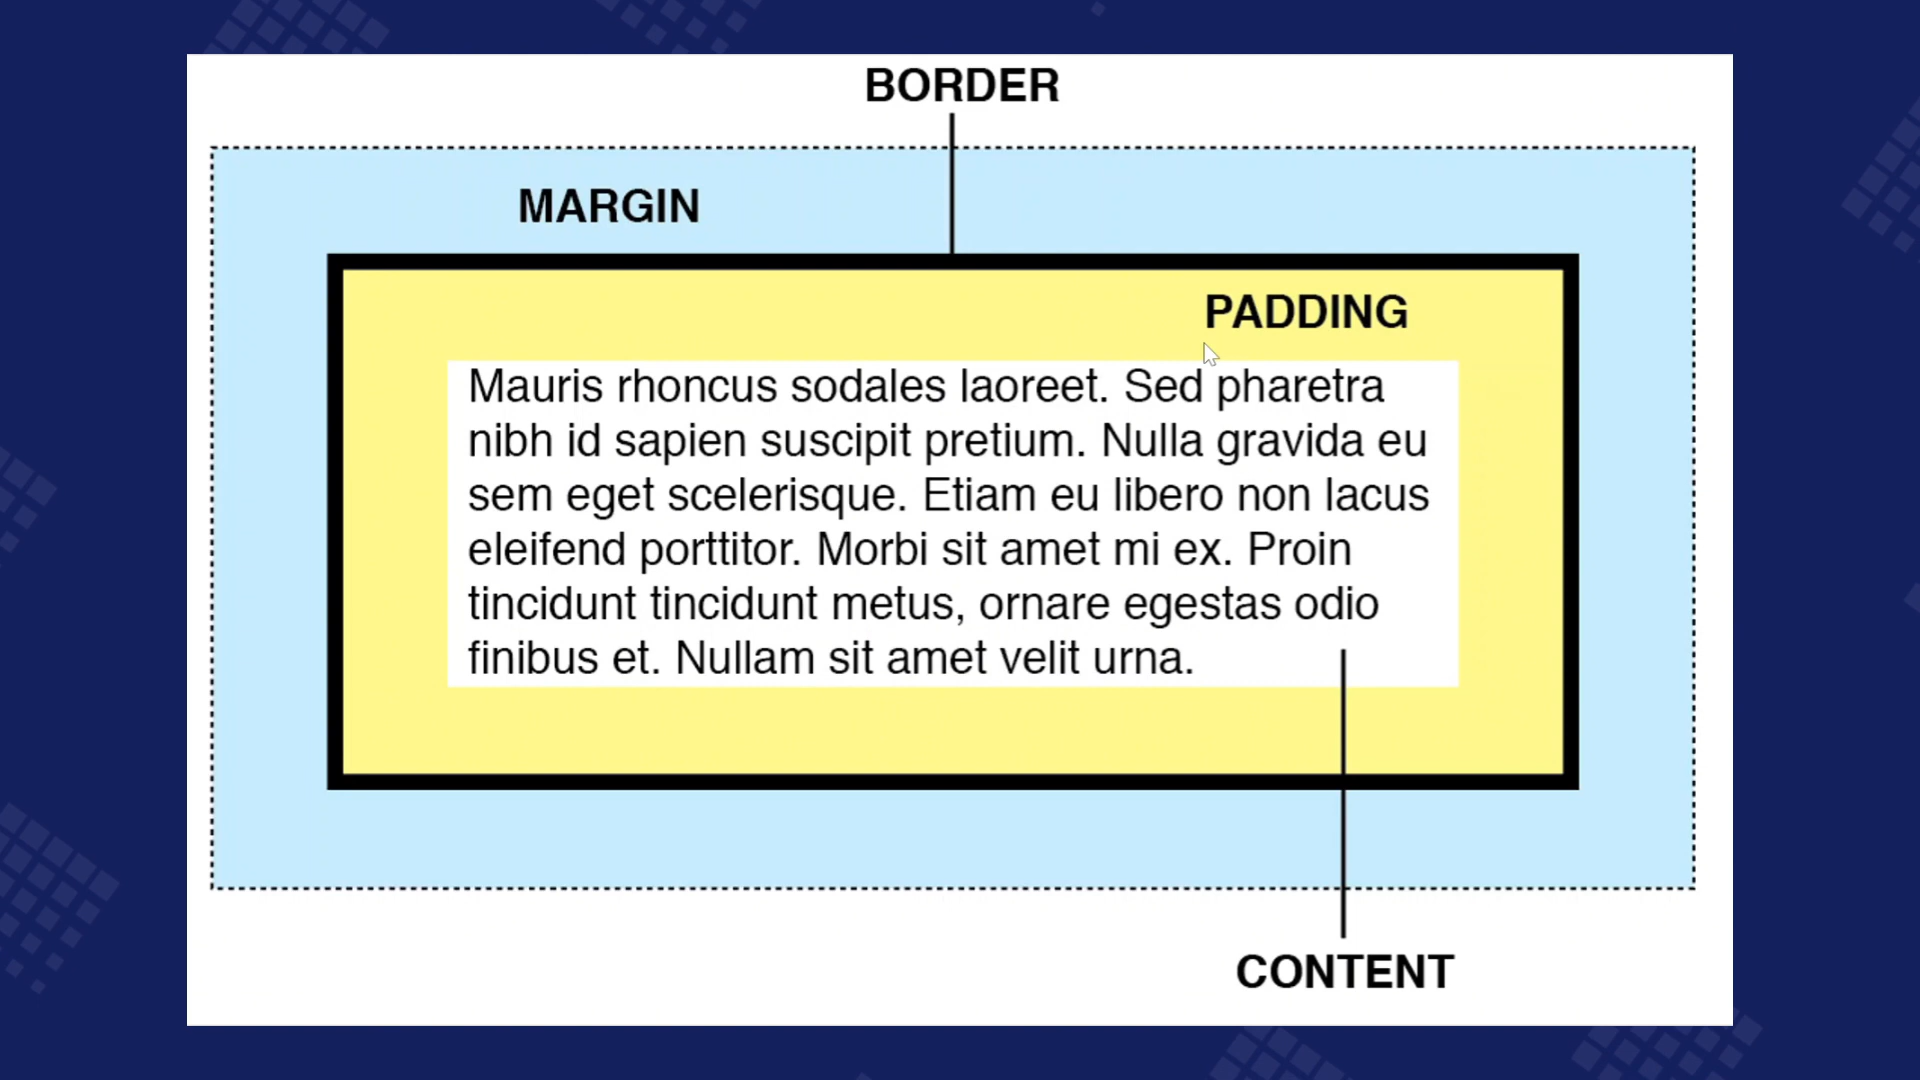 BORDER
MARGIN
PADDING
Mauris rhoncus sodales laoreet. Sed pharetra
nibh id sapien suscipit pretium. Nulla gravida eu
sem eget scelerisque. Etiam eu libero non lacus
eleifend porttitor. Morbi sit amet mi ex. Proin
tincidunt tincidunt metus, ornare egestas odio
finibus et. Nullam sit amet velit urna.
CONTENT